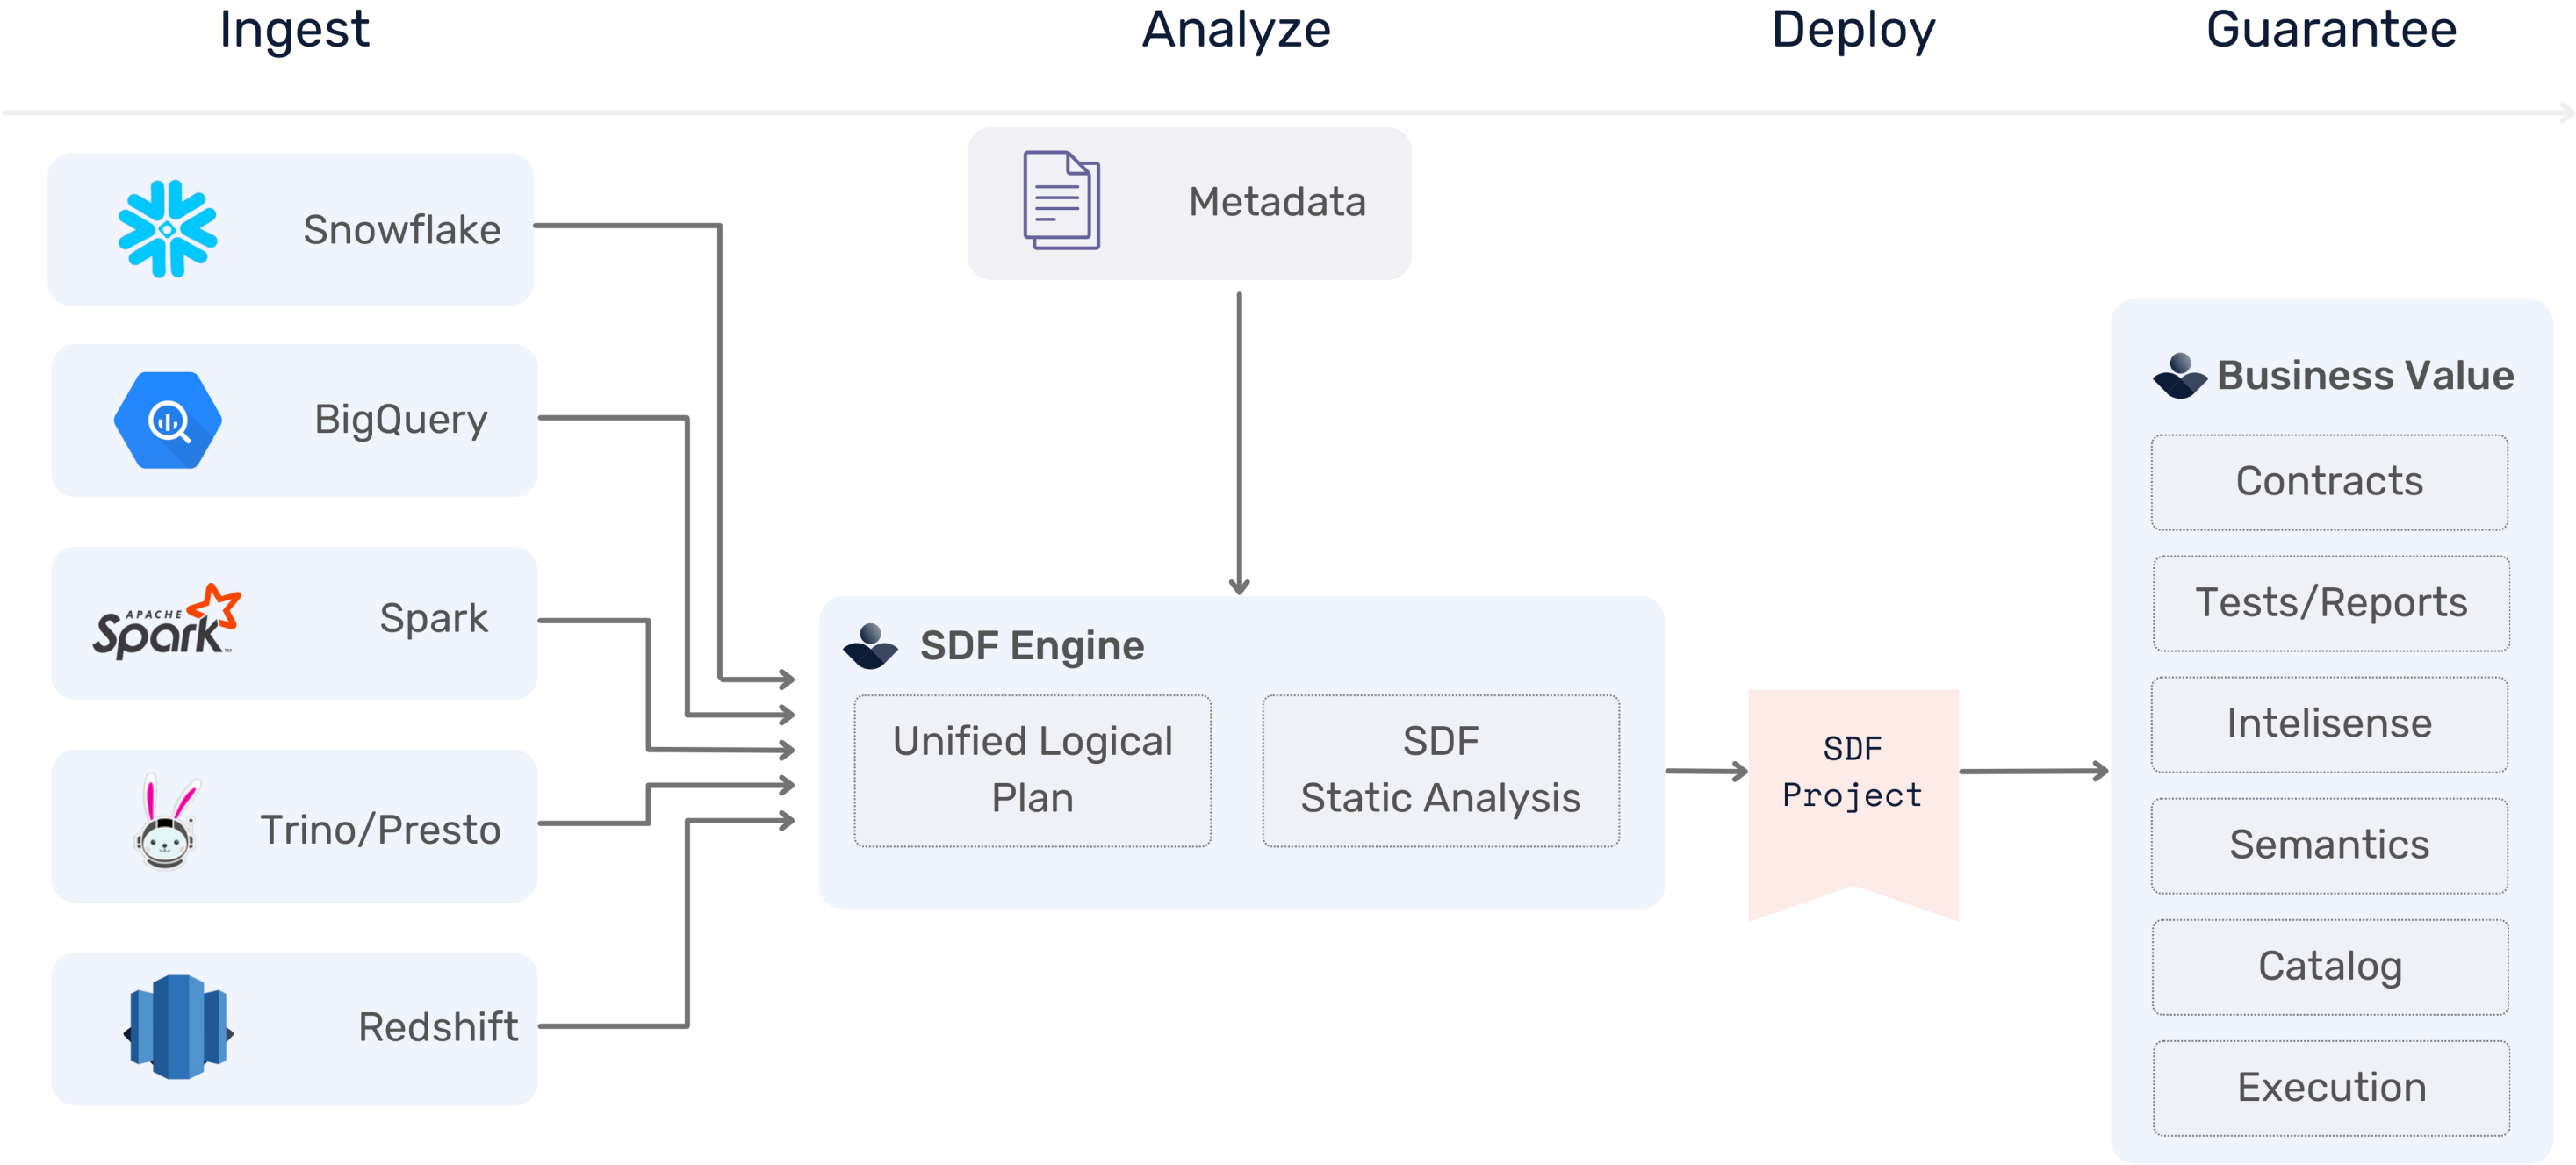 Ingest
Analyze
Deploy
Guarantee
Snowflake
BigQuery
APACHE
Spark™
Spark
Trino/Presto
Redshift
Metadata
SDF Engine
Unified Logical
Plan
SDF
Static Analysis
SDF
Project
Business Value
Contracts
Tests/Reports
Intelisense
Semantics
Catalog
Execution